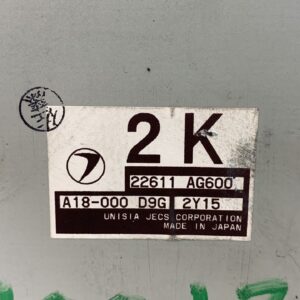 2K
22611 AG600
A18-000 D9G 2Y15
UNISIA JECS CORPORATION
MADE IN JAPAN